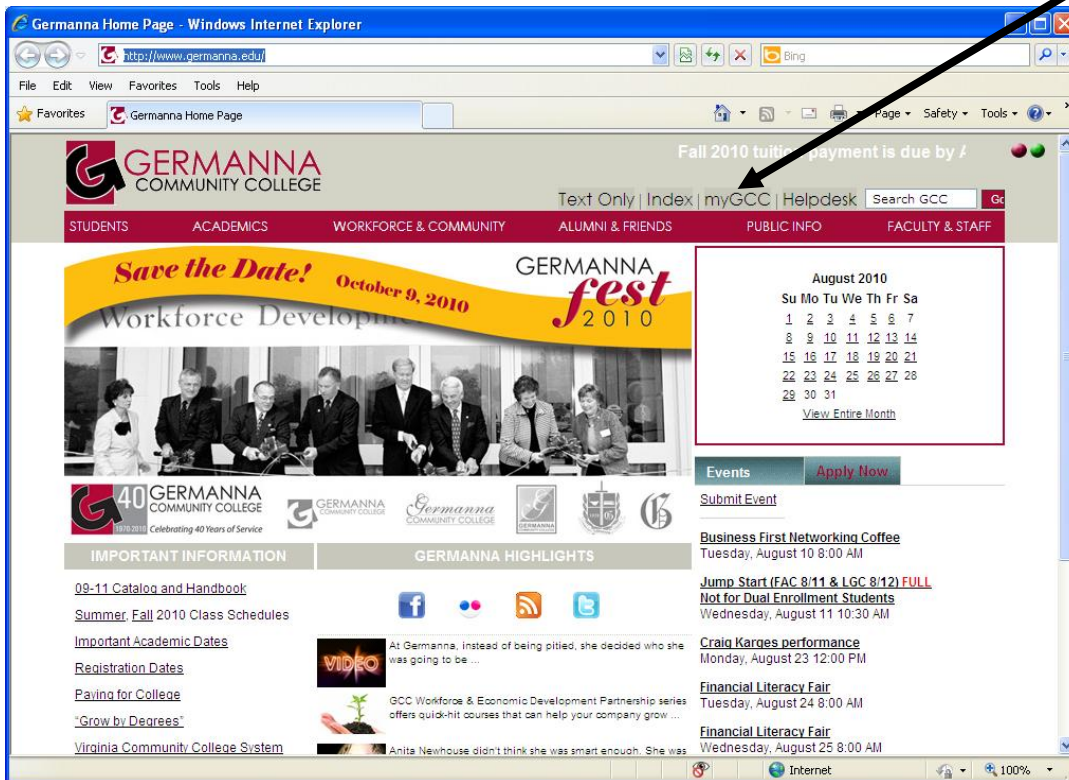 Germanna Home Page - Windows Internet Explorer
http://www.germanna.edu/
Bing
File Edit View Favorites Tools Help
Favorites Germanna Home Page Page Safety Tools
GERMANNA
COMMUNITY COLLEGE
Fall 2010 tuition payment is due by A
Text Only | Index | myGCC | Helpdesk Search GCC Go
STUDENTS ACADEMICS WORKFORCE & COMMUNITY ALUMNI & FRIENDS PUBLIC INFO FACULTY & STAFF
Save the Date! October 9, 2010
GERMANNA
fest
2010
Workforce Developm
August 2010
Su Mo Tu We Th Fr Sa
1 2 3 4 5 6 7
8 9 10 11 12 13 14
15 16 17 18 19 20 21
22 23 24 25 26 27 28
29 30 31
View Entire Month
40 GERMANNA
COMMUNITY COLLEGE
1970-2010 Celebrating 40 Years of Service
GERMANNA
COMMUNITY COLLEGE
Germanna
COMMUNITY COLLEGE
GERMANNA
G
IMPORTANT INFORMATION
09-11 Catalog and Handbook
Summer, Fall 2010 Class Schedules
Important Academic Dates
Registration Dates
Paying for College
"Grow by Degrees"
Virginia Community College System
GERMANNA HIGHLIGHTS
VIDEO
At Germanna, instead of being pitied, she decided who she
was going to be ...
GCC Workforce & Economic Development Partnership series
offers quick-hit courses that can help your company grow ...
Anita Newhouse didn't think she was smart enough. She was
Events Apply Now
Submit Event
Business First Networking Coffee
Tuesday, August 10 8:00 AM
Jump Start (FAC 8/11 & LGC 8/12) FULL
Not for Dual Enrollment Students
Wednesday, August 11 10:30 AM
Craig Karges performance
Monday, August 23 12:00 PM
Financial Literacy Fair
Tuesday, August 24 8:00 AM
Financial Literacy Fair
Wednesday, August 25 8:00 AM
Internet 100%